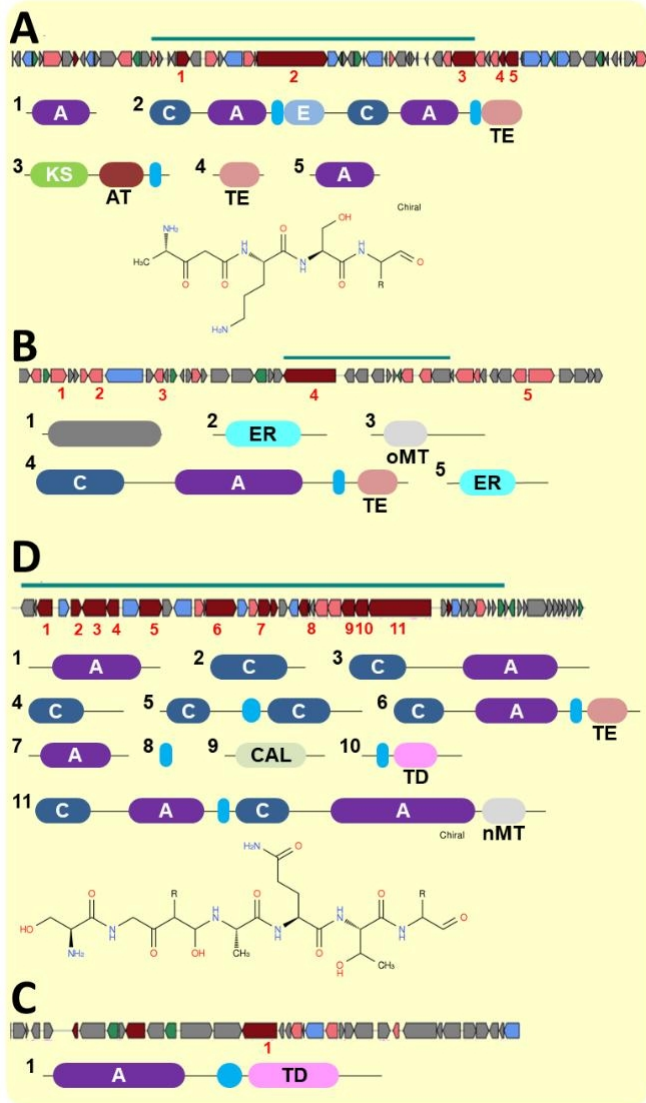 A
1 2 3 4 5
1 A 2 C A E C A TE
3 KS AT 4 TE 5 A
Chiral
NH₂ OH O
H₃C O O N H O N H O N H R O
H₂N
B
1 2 3 4 5
1 2 ER 3 oMT
4 C A TE 5 ER
D
1 2 3 4 5 6 7 8 9 10 11
1 A 2 C 3 C A
4 C 5 C C 6 C A TE
7 A 8 9 CAL 10 TD
11 C A C A nMT
Chiral
H₂N O
HO O NH₂ N H O R OH H N O CH₃ N H O H N O OH CH₃ N H R O
C
1
1 A TD